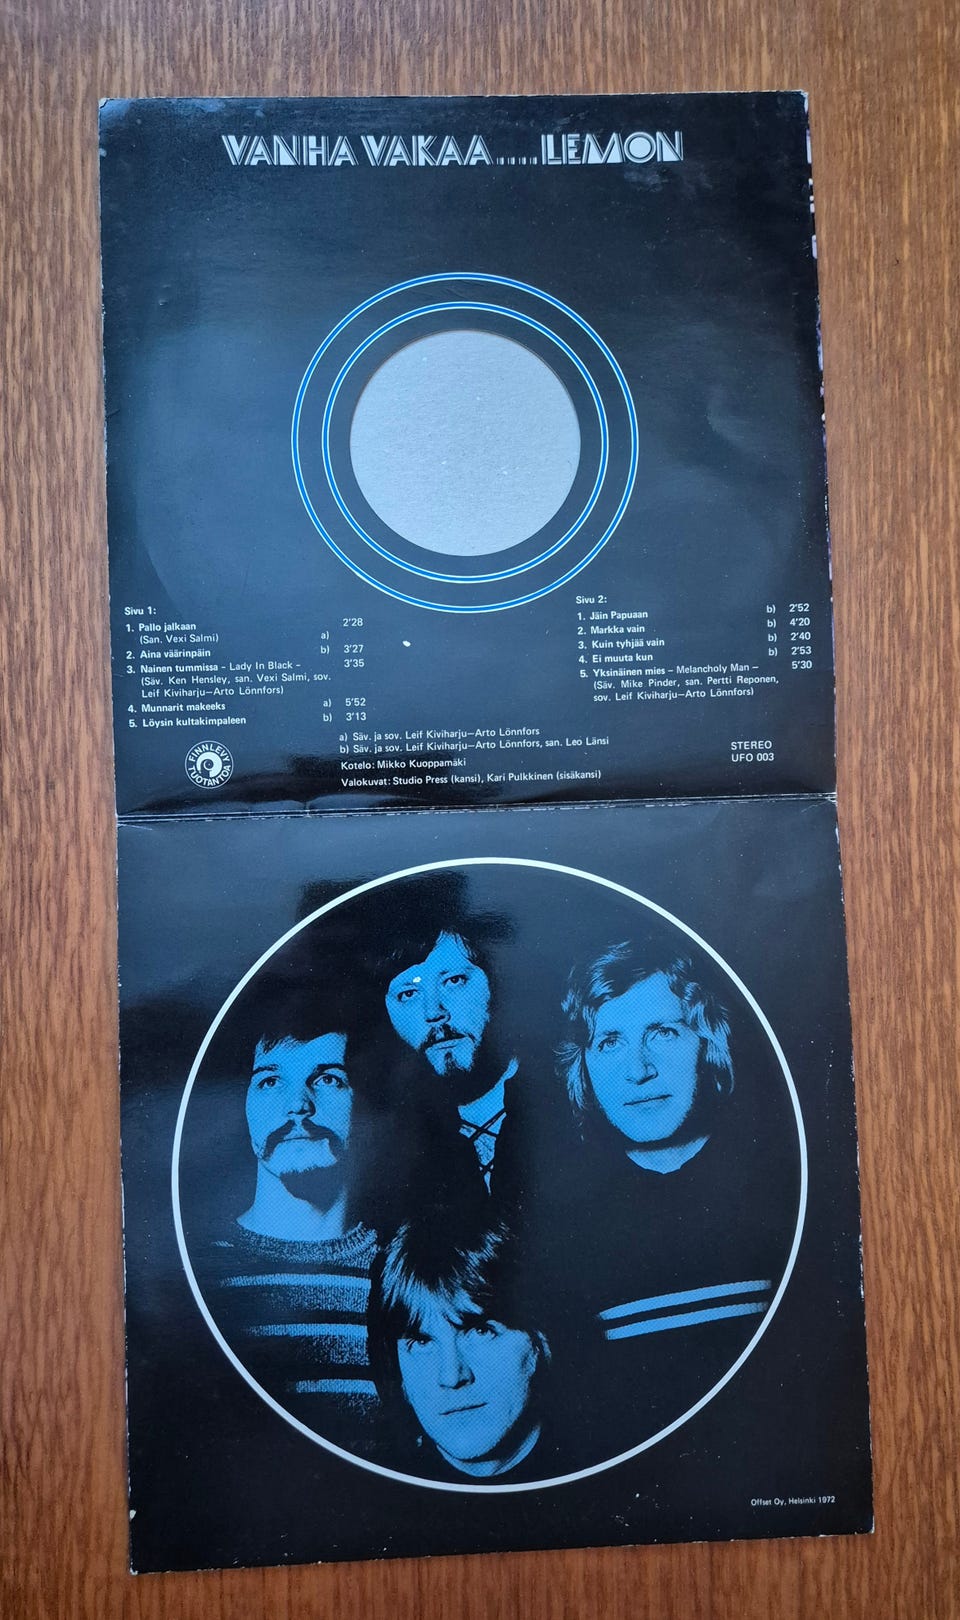 VANHA VAKAA.....LEMON
Sivu 1:
1. Pallo jalkaan 2'28
(San. Vexi Salmi) a)
2. Aina väärinpäin b) 3'27
3. Nainen tummissa – Lady In Black – 3'35
(Säv. Ken Hensley, san. Vexi Salmi, sov.
Leif Kiviharju–Arto Lönnfors)
4. Munnarit makeeks a) 5'52
5. Löysin kultakimpaleen b) 3'13
Sivu 2:
1. Jäin Papuaan b) 2'52
2. Markka vain b) 4'20
3. Kuin tyhjää vain b) 2'40
4. Ei muuta kun b) 2'53
5. Yksinäinen mies – Melancholy Man – 5'30
(Säv. Mike Pinder, san. Pertti Reponen,
sov. Leif Kiviharju–Arto Lönnfors)
a) Säv. ja sov. Leif Kiviharju–Arto Lönnfors
b) Säv. ja sov. Leif Kiviharju–Arto Lönnfors, san. Leo Länsi
Kotelo: Mikko Kuoppamäki
Valokuvat: Studio Press (kansi), Kari Pulkkinen (sisäkansi)
FINNLEVY
TUOTANTOA
STEREO
UFO 003
Offset Oy, Helsinki 1972